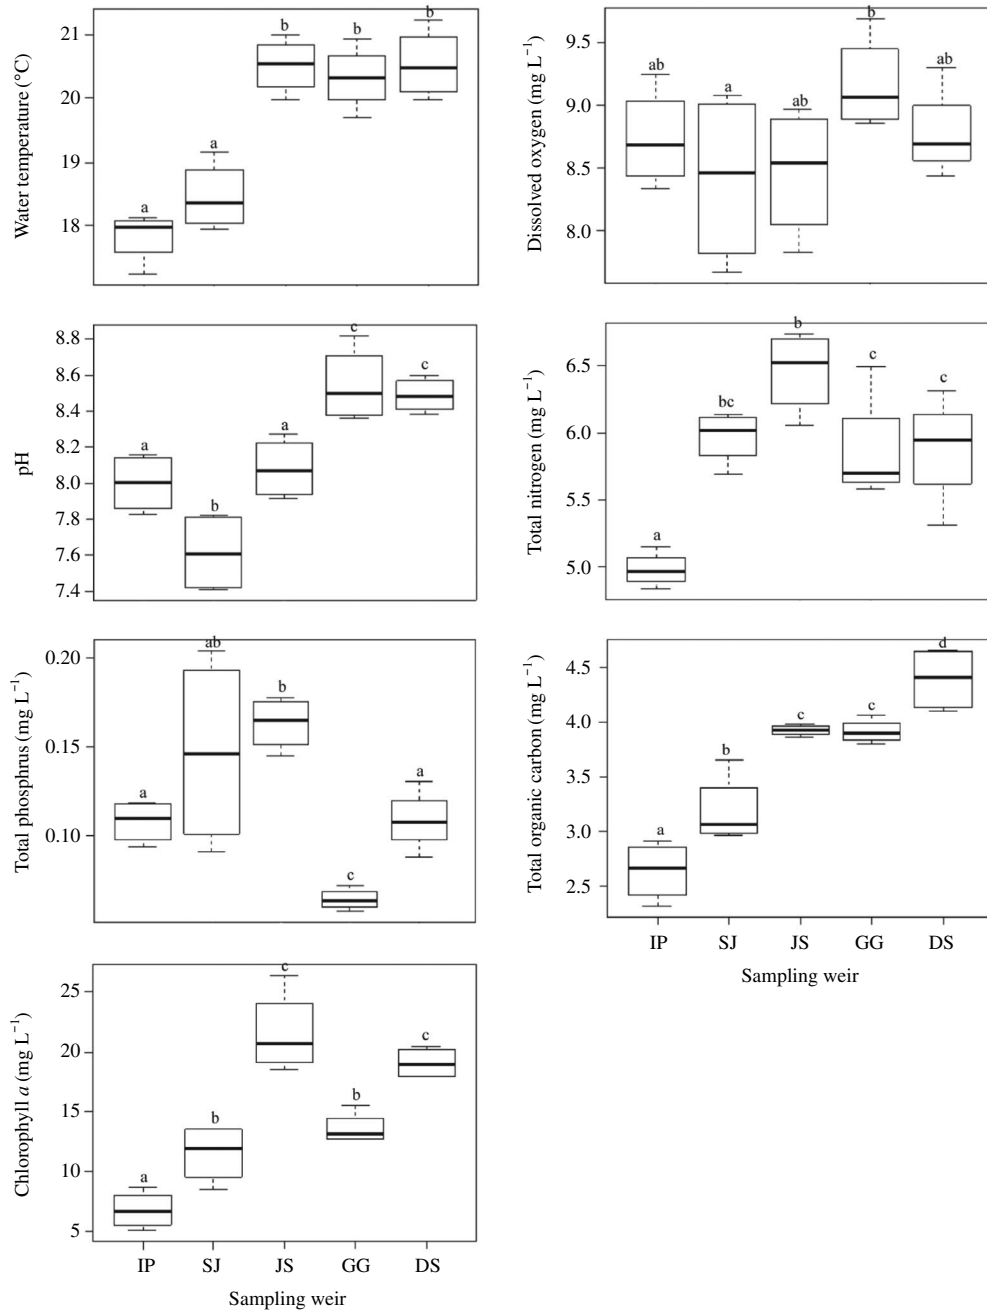 Water temperature (°C)
21
20
19
18
a
a
b
b
b
Dissolved oxygen (mg L⁻¹)
9.5
9.0
8.5
8.0
ab
a
ab
b
ab
pH
8.8
8.6
8.4
8.2
8.0
7.8
7.6
7.4
a
b
a
c
c
Total nitrogen (mg L⁻¹)
6.5
6.0
5.5
5.0
a
bc
b
c
c
Total phosphrus (mg L⁻¹)
0.20
0.15
0.10
a
ab
b
c
a
Total organic carbon (mg L⁻¹)
4.5
4.0
3.5
3.0
2.5
a
b
c
c
d
IP SJ JS GG DS
Sampling weir
Chlorophyll a (mg L⁻¹)
25
20
15
10
5
a
b
c
b
c
IP SJ JS GG DS
Sampling weir